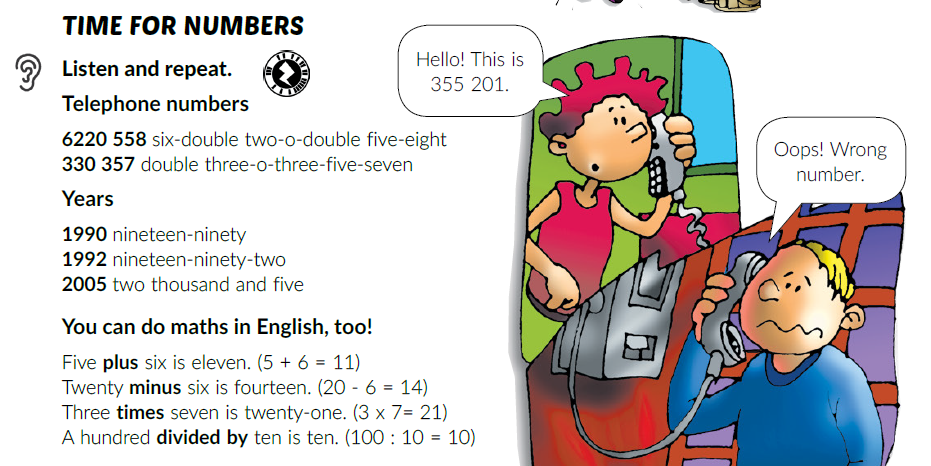 TIME FOR NUMBERS
Listen and repeat.
Telephone numbers
6220 558 six-double two-o-double five-eight
330 357 double three-o-three-five-seven
Years
1990 nineteen-ninety
1992 nineteen-ninety-two
2005 two thousand and five
You can do maths in English, too!
Five plus six is eleven. (5 + 6 = 11)
Twenty minus six is fourteen. (20 - 6 = 14)
Three times seven is twenty-one. (3 x 7= 21)
A hundred divided by ten is ten. (100 : 10 = 10)
Hello! This is
355 201.
Oops! Wrong
number.